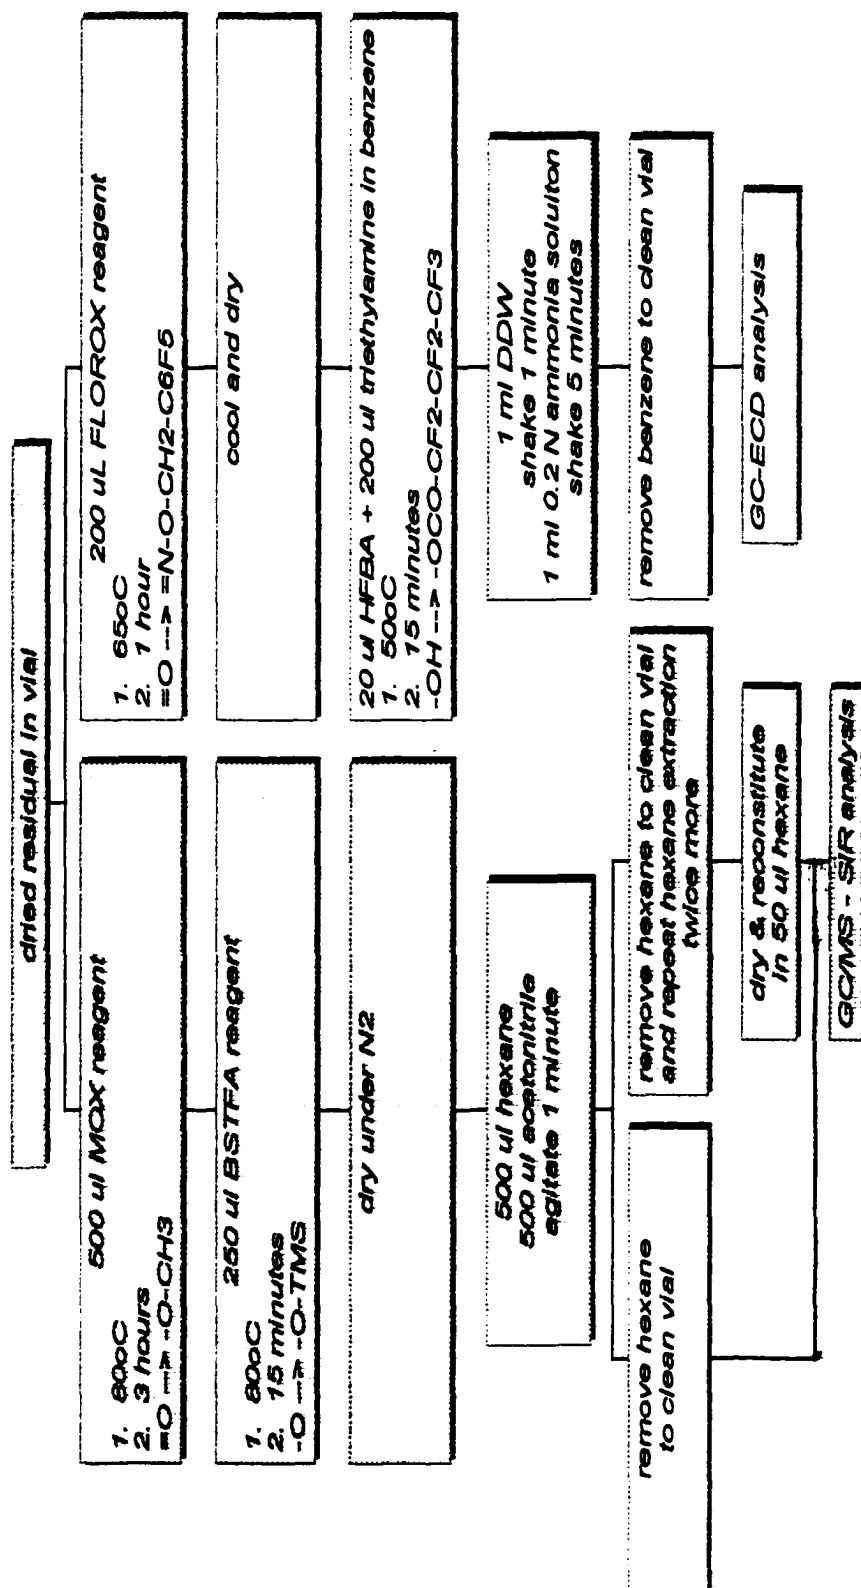 dried residual in vial
500 ul MOX reagent
1. 80oC
2. 3 hours
=O --> -O-CH3
250 ul BSTFA reagent
1. 80oC
2. 15 minutes
-O --> -O-TMS
dry under N2
500 ul hexane
500 ul acetonitrile
agitate 1 minute
remove hexane
to clean vial
remove hexane to clean vial
and repeat hexane extraction
twice more
dry & reconstitute
in 50 ul hexane
GC/MS - SIR analysis
200 uL FLOROX reagent
1. 65oC
2. 1 hour
=O --> =N-O-CH2-C6F5
cool and dry
20 ul HFBA + 200 ul triethylamine in benzene
1. 50oC
2. 15 minutes
-OH --> -OCO-CF2-CF2-CF3
1 ml DDW
shake 1 minute
1 ml 0.2 N ammonia soluiton
shake 5 minutes
remove benzene to clean vial
GC-ECD analysis